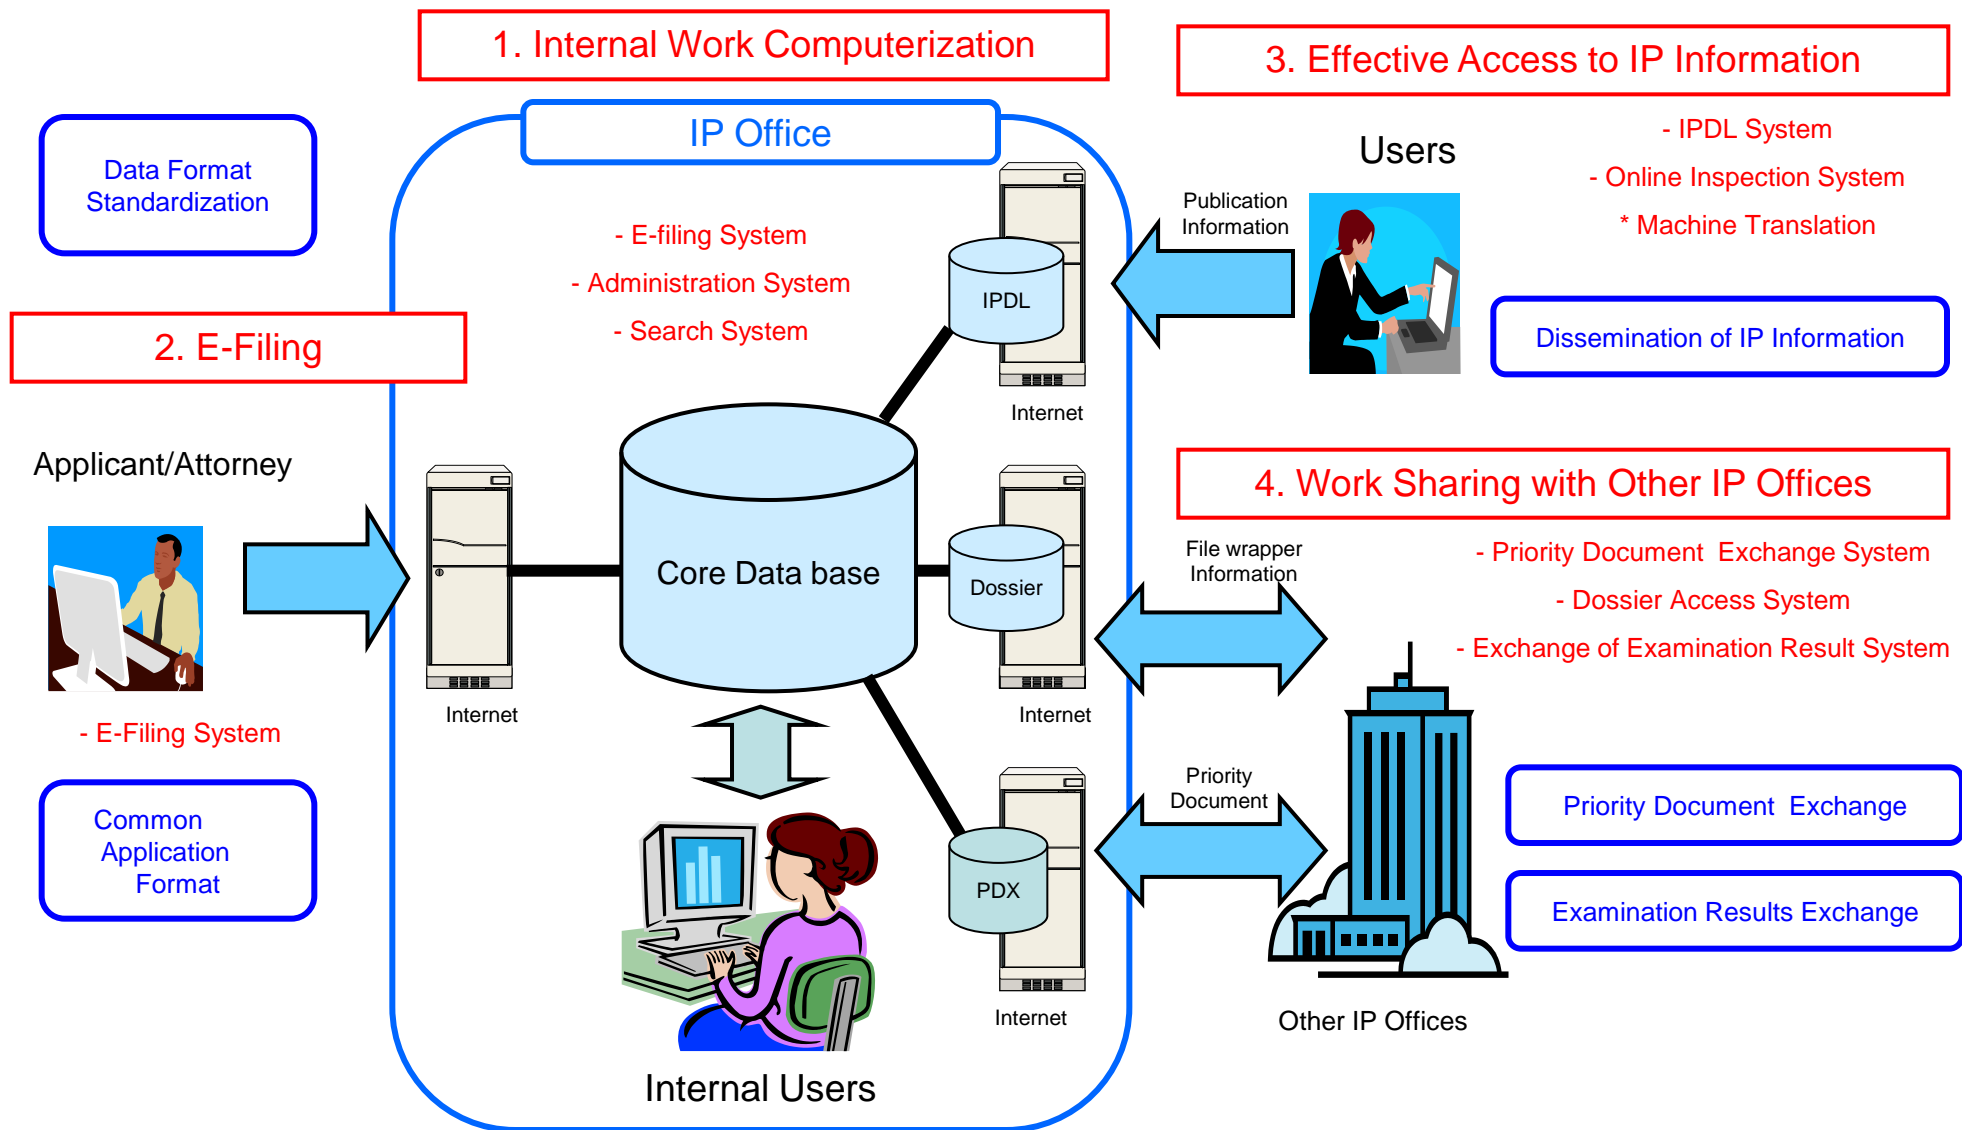 1. Internal Work Computerization
3. Effective Access to IP Information
IP Office
Data Format
Standardization
- E-filing System
- Administration System
- Search System
IPDL
Internet
Publication
Information
Users
- IPDL System
- Online Inspection System
* Machine Translation
Dissemination of IP Information
2. E-Filing
Applicant/Attorney
- E-Filing System
Common
Application
Format
Internet
Core Data base
Dossier
Internet
File wrapper
Information
4. Work Sharing with Other IP Offices
- Priority Document Exchange System
- Dossier Access System
- Exchange of Examination Result System
PDX
Internet
Priority
Document
Priority Document Exchange
Examination Results Exchange
Other IP Offices
Internal Users